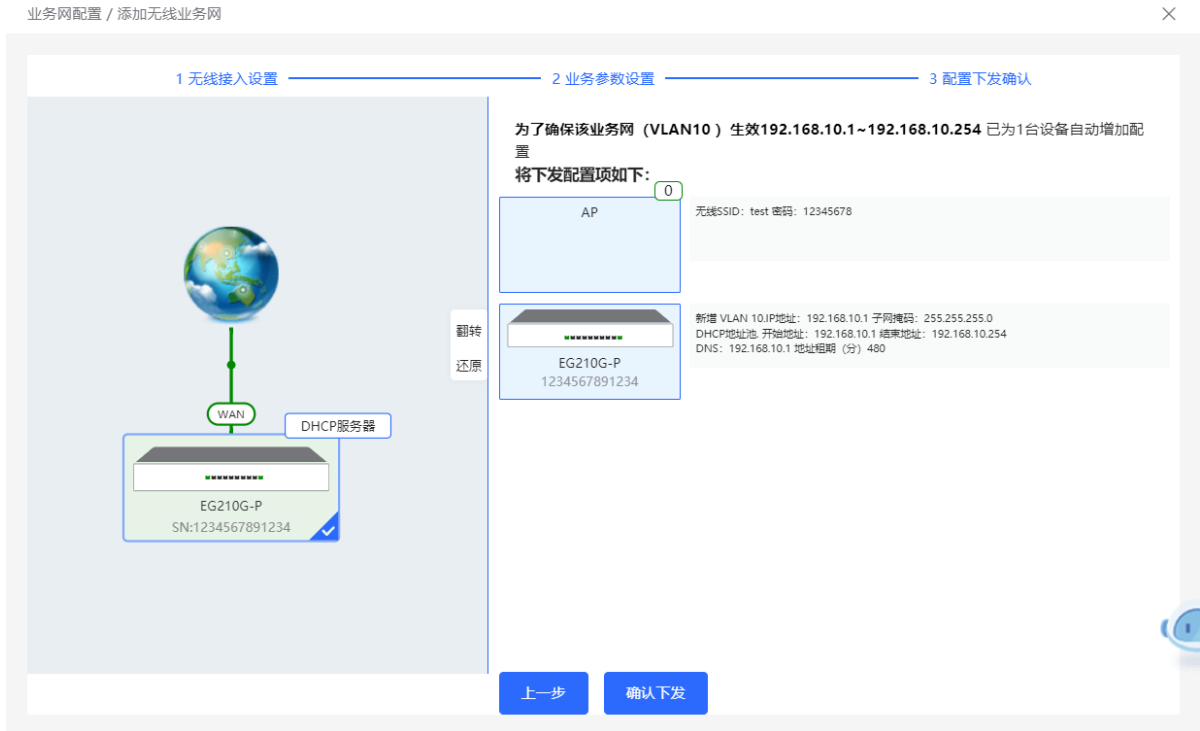 业务网配置 / 添加无线业务网
1 无线接入设置
2 业务参数设置
3 配置下发确认
翻转
还原
WAN
DHCP服务器
EG210G-P
SN:1234567891234
为了确保该业务网（VLAN10 ）生效192.168.10.1~192.168.10.254 已为1台设备自动增加配
置
将下发配置项如下：
0
AP
无线SSID：test 密码：12345678
EG210G-P
1234567891234
新增 VLAN 10.IP地址：192.168.10.1 子网掩码：255.255.255.0
DHCP地址池. 开始地址：192.168.10.1 结束地址：192.168.10.254
DNS：192.168.10.1 地址租期（分）480
上一步
确认下发